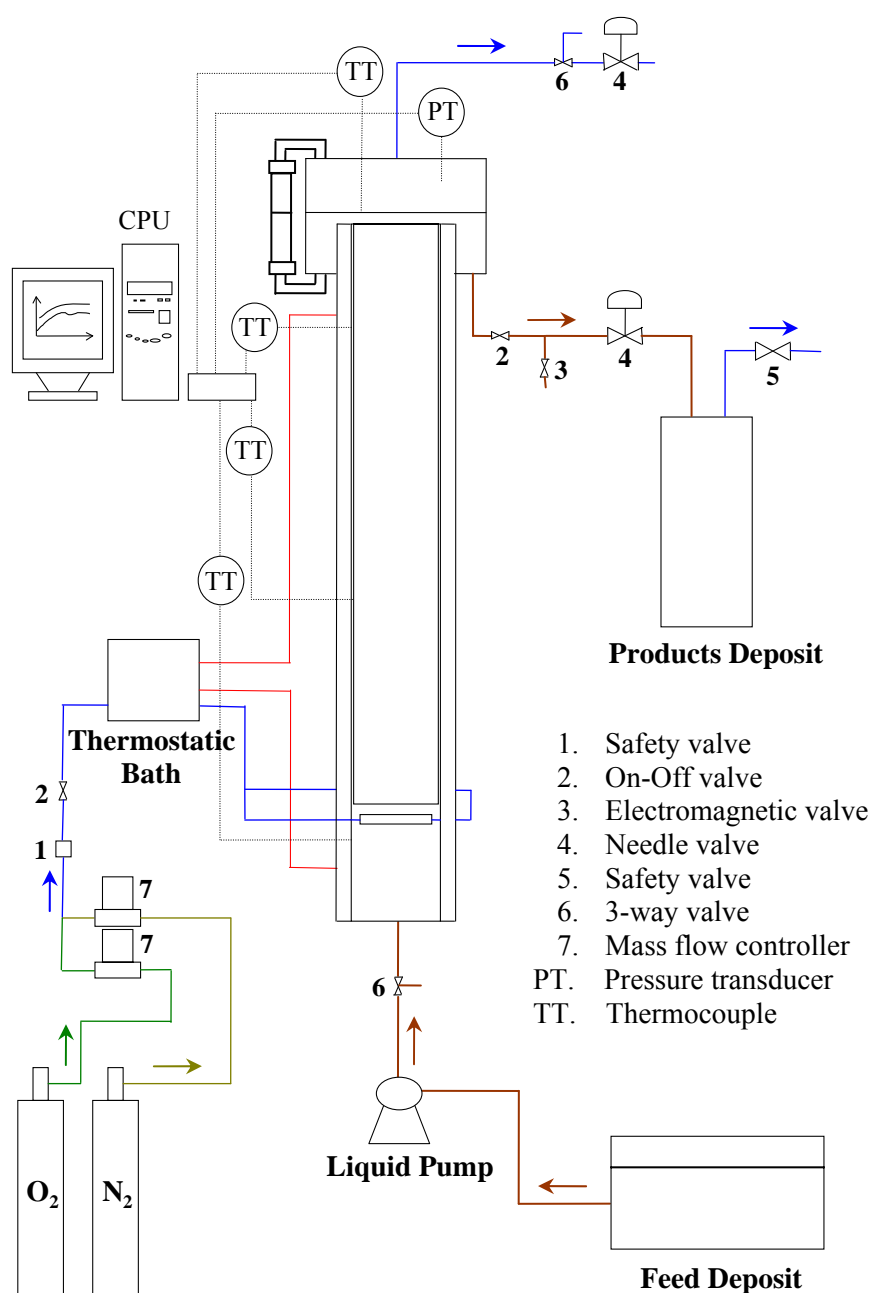 TT
6
4
PT
CPU
TT
2
3
4
5
TT
TT
Products Deposit
Thermostatic
Bath
2
1
7
7
1. Safety valve
2. On-Off valve
3. Electromagnetic valve
4. Needle valve
5. Safety valve
6. 3-way valve
7. Mass flow controller
PT. Pressure transducer
TT. Thermocouple
6
Liquid Pump
O₂
N₂
Feed Deposit